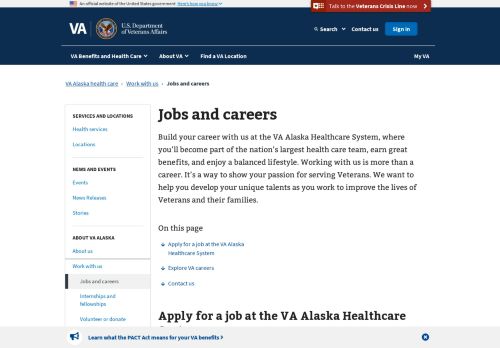 An official website of the United States government Here's how you know
Talk to the Veterans Crisis Line now
VA
U.S. Department
of Veterans Affairs
Search
Contact us
Sign in
VA Benefits and Health Care
About VA
Find a VA Location
My VA
VA Alaska health care › Work with us › Jobs and careers
SERVICES AND LOCATIONS
Health services
Locations
NEWS AND EVENTS
Events
News Releases
Stories
ABOUT VA ALASKA
About us
Work with us
Jobs and careers
Internships and
fellowships
Volunteer or donate
Jobs and careers
Build your career with us at the VA Alaska Healthcare System, where
you'll become part of the nation's largest health care team, earn great
benefits, and enjoy a balanced lifestyle. Working with us is more than a
career. It's a way to show your passion for serving Veterans. We want to
help you develop your unique talents as you work to improve the lives of
Veterans and their families.
On this page
Apply for a job at the VA Alaska
Healthcare System
Explore VA careers
Contact us
Apply for a job at the VA Alaska Healthcare
Learn what the PACT Act means for your VA benefits